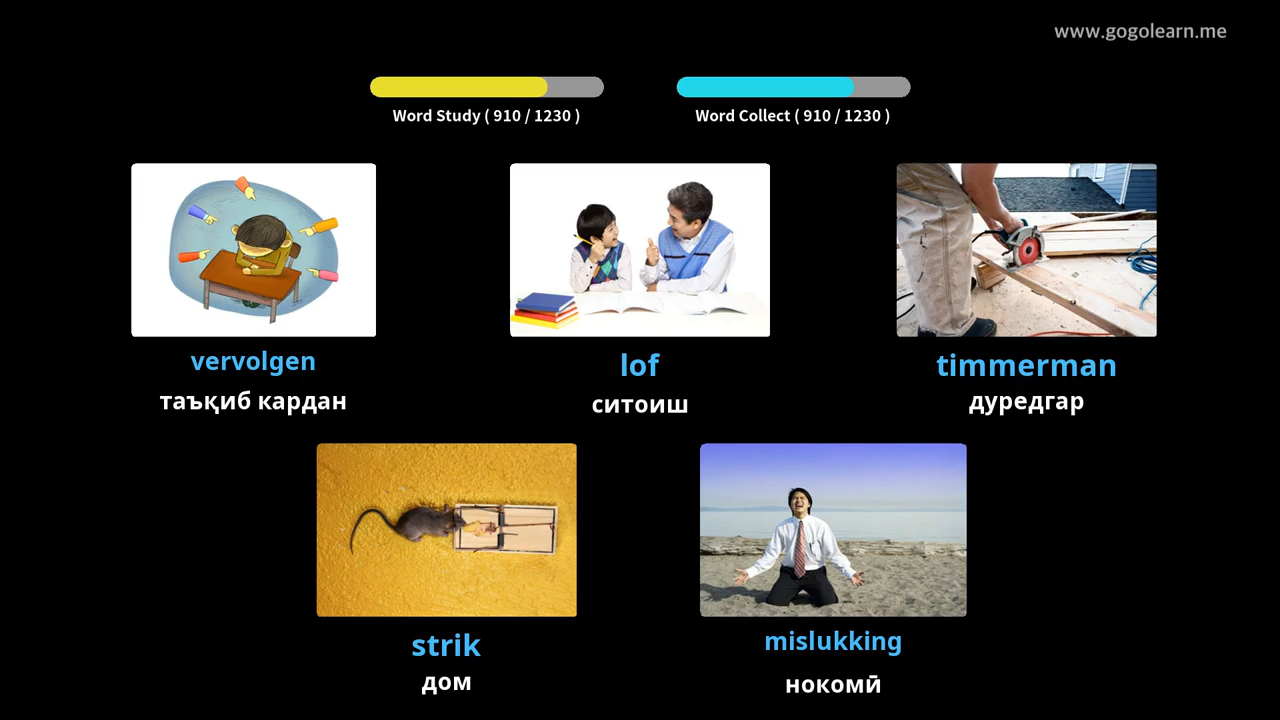 www.gogolearn.me
Word Study ( 910 / 1230 )
Word Collect ( 910 / 1230 )
vervolgen
таъқиб кардан
lof
ситоиш
timmerman
дуредгар
strik
дом
mislukking
нокомӣ